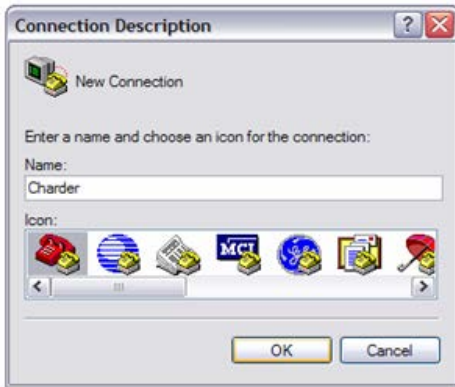 Connection Description
New Connection
Enter a name and choose an icon for the connection:
Name:
Charder
Icon:
MCI
OK
Cancel